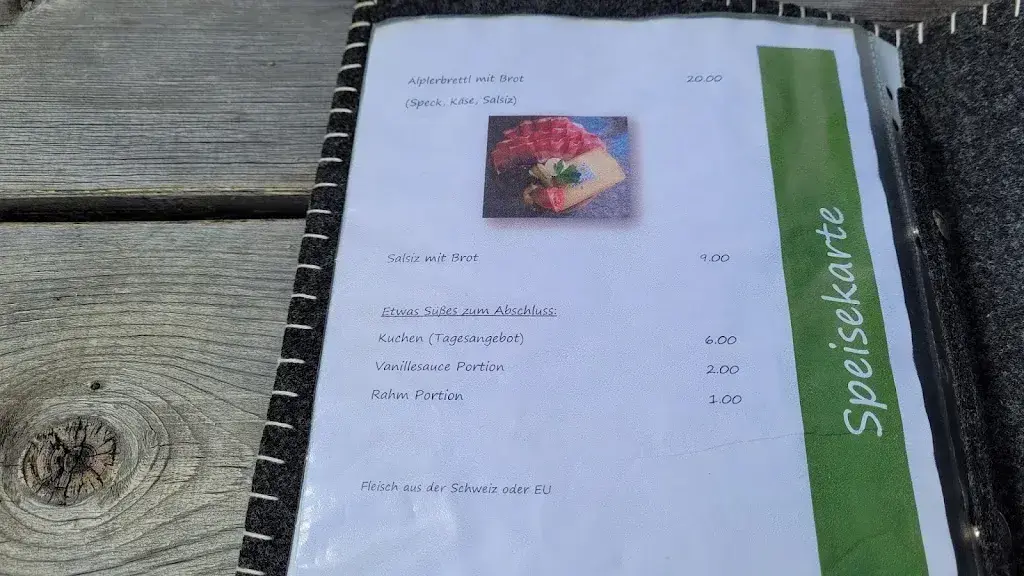 Älplerbrettl mit Brot 20.00
(Speck, Käse, Salsiz)
Salsiz mit Brot 9.00
Etwas Süßes zum Abschluss:
Kuchen (Tagesangebot) 6.00
Vanillesauce Portion 2.00
Rahm Portion 1.00
Fleisch aus der Schweiz oder EU
Speisekarte